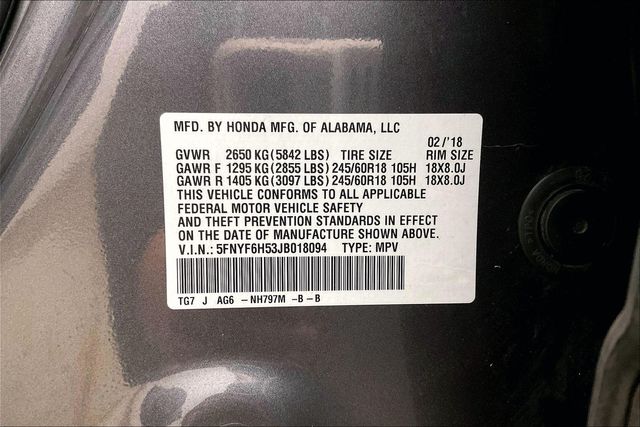 MFD. BY HONDA MFG. OF ALABAMA, LLC
02/'18
GVWR 2650 KG (5842 LBS) TIRE SIZE RIM SIZE
GAWR F 1295 KG (2855 LBS) 245/60R18 105H 18X8.0J
GAWR R 1405 KG (3097 LBS) 245/60R18 105H 18X8.0J
THIS VEHICLE CONFORMS TO ALL APPLICABLE
FEDERAL MOTOR VEHICLE SAFETY
AND THEFT PREVENTION STANDARDS IN EFFECT
ON THE DATE OF MANUFACTURE SHOWN ABOVE.
V.I.N.: 5FNYF6H53JB018094 TYPE: MPV
TG7 J AG6 -NH797M -B-B